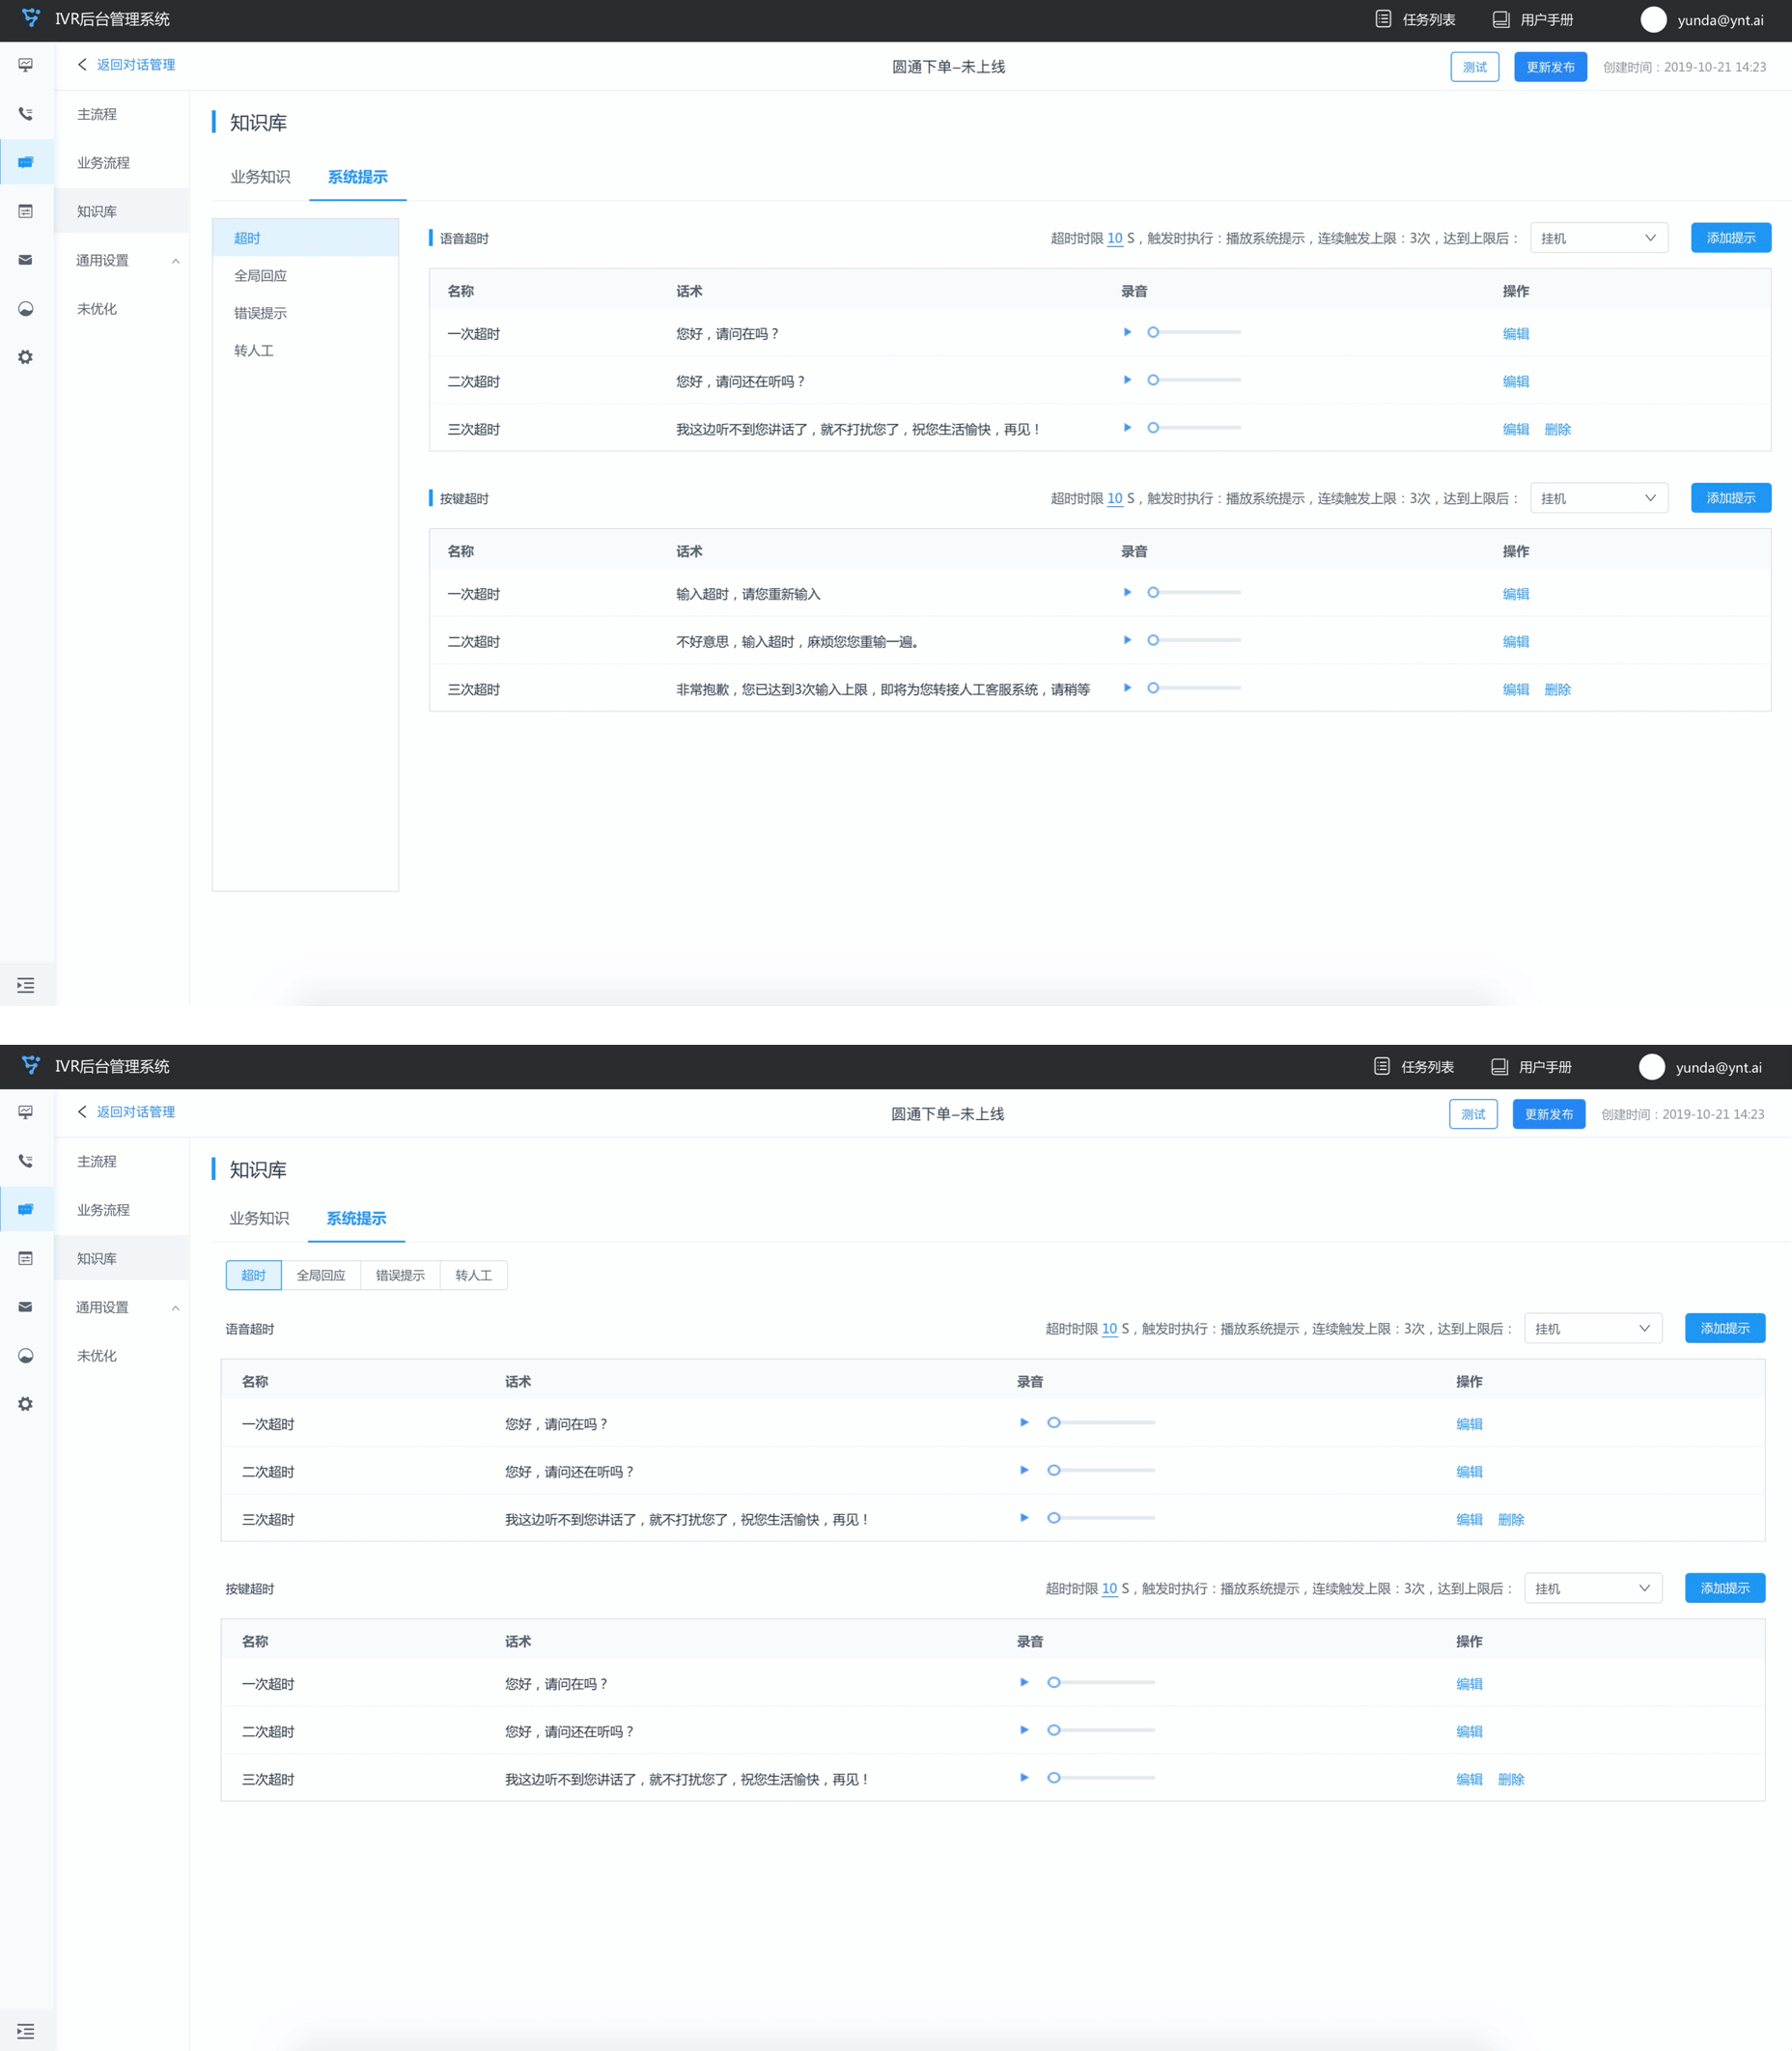 IVR后台管理系统 任务列表 用户手册 yunda@ynt.ai
返回对话管理 圆通下单–未上线 测试 更新发布 创建时间：2019-10-21 14:23
主流程
业务流程
知识库
通用设置
未优化
知识库
业务知识 系统提示
超时
全局回应
错误提示
转人工
语音超时 超时时限 10 S，触发时执行：播放系统提示，连续触发上限：3次，达到上限后： 挂机 添加提示
名称 话术 录音 操作
一次超时 您好，请问在吗？ 编辑
二次超时 您好，请问还在听吗？ 编辑
三次超时 我这边听不到您讲话了，就不打扰您了，祝您生活愉快，再见！ 编辑 删除
按键超时 超时时限 10 S，触发时执行：播放系统提示，连续触发上限：3次，达到上限后： 挂机 添加提示
名称 话术 录音 操作
一次超时 输入超时，请您重新输入 编辑
二次超时 不好意思，输入超时，麻烦您您重输一遍。 编辑
三次超时 非常抱歉，您已达到3次输入上限，即将为您转接人工客服系统，请稍等 编辑 删除
IVR后台管理系统 任务列表 用户手册 yunda@ynt.ai
返回对话管理 圆通下单–未上线 测试 更新发布 创建时间：2019-10-21 14:23
主流程
业务流程
知识库
通用设置
未优化
知识库
业务知识 系统提示
超时 全局回应 错误提示 转人工
语音超时 超时时限 10 S，触发时执行：播放系统提示，连续触发上限：3次，达到上限后： 挂机 添加提示
名称 话术 录音 操作
一次超时 您好，请问在吗？ 编辑
二次超时 您好，请问还在听吗？ 编辑
三次超时 我这边听不到您讲话了，就不打扰您了，祝您生活愉快，再见！ 编辑 删除
按键超时 超时时限 10 S，触发时执行：播放系统提示，连续触发上限：3次，达到上限后： 挂机 添加提示
名称 话术 录音 操作
一次超时 您好，请问在吗？ 编辑
二次超时 您好，请问还在听吗？ 编辑
三次超时 我这边听不到您讲话了，就不打扰您了，祝您生活愉快，再见！ 编辑 删除